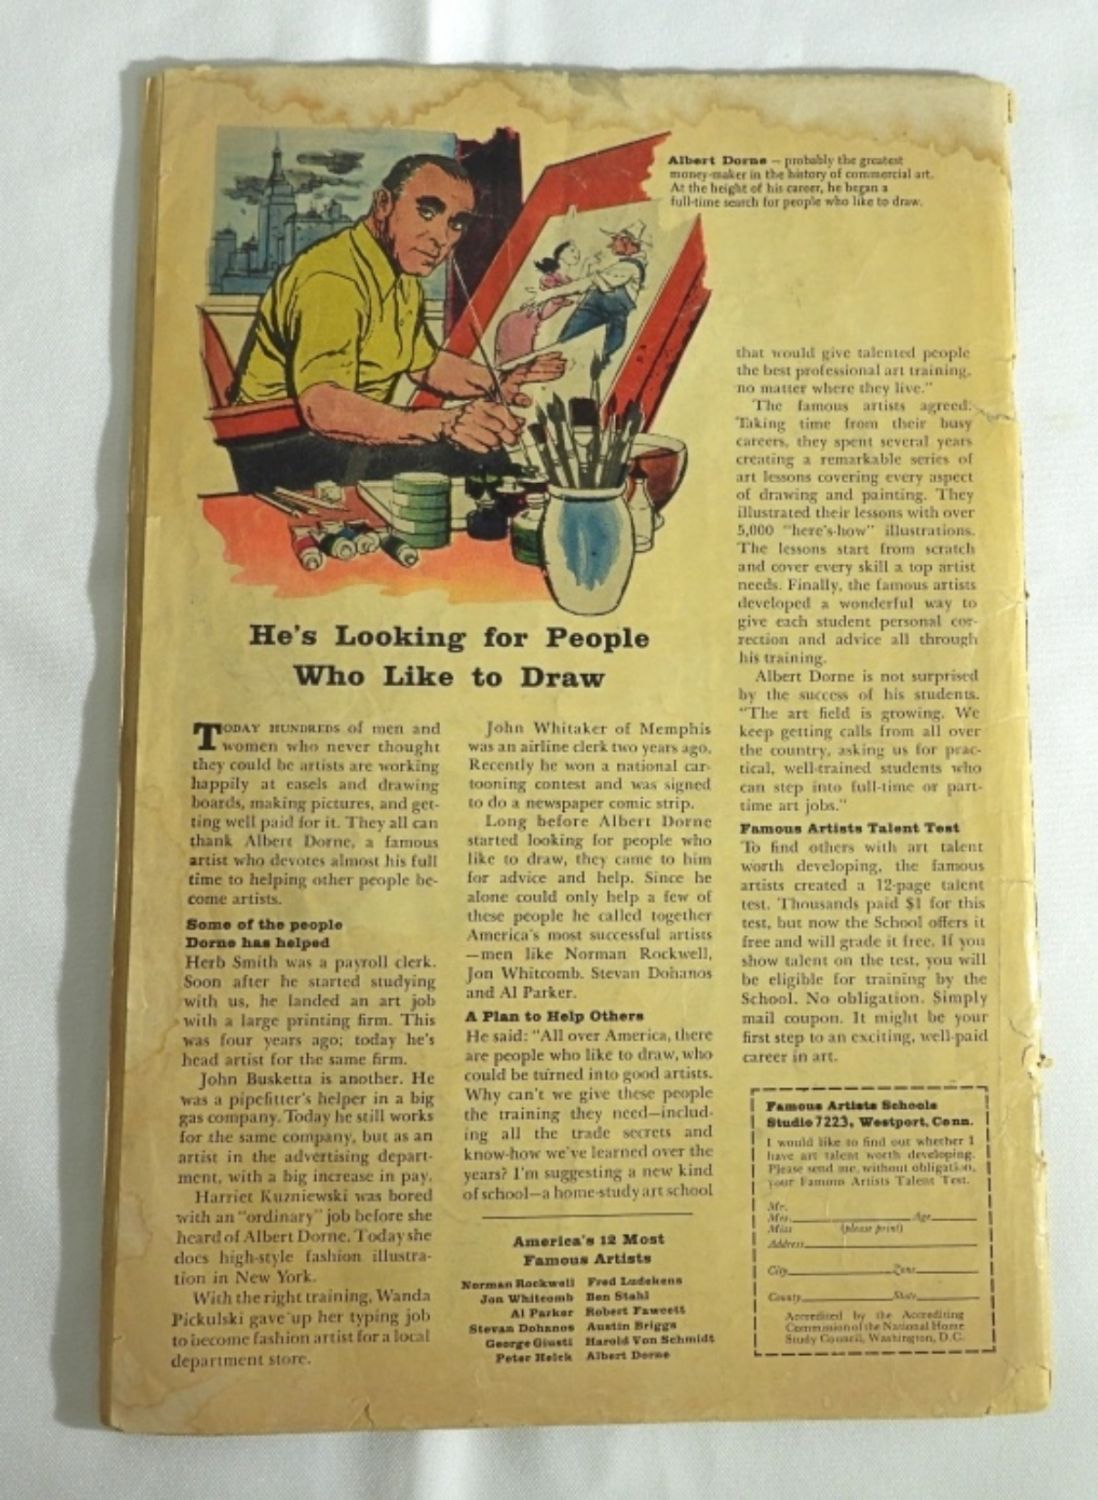 Albert Dorne – probably the greatest
money-maker in the history of commercial art.
At the height of his career, he began a
full-time search for people who like to draw.
He's Looking for People
Who Like to Draw
TODAY HUNDREDS of men and
women who never thought
they could be artists are working
happily at easels and drawing
boards, making pictures, and get-
ting well paid for it. They all can
thank Albert Dorne, a famous
artist who devotes almost his full
time to helping other people be-
come artists.
Some of the people
Dorne has helped
Herb Smith was a payroll clerk.
Soon after he started studying
with us, he landed an art job
with a large printing firm. This
was four years ago; today he's
head artist for the same firm.
John Busketta is another. He
was a pipefitter's helper in a big
gas company. Today he still works
for the same company, but as an
artist in the advertising depart-
ment, with a big increase in pay.
Harriet Kuzniewski was bored
with an "ordinary" job before she
heard of Albert Dorne. Today she
does high-style fashion illustra-
tion in New York.
With the right training, Wanda
Pickulski gave up her typing job
to become fashion artist for a local
department store.
John Whitaker of Memphis
was an airline clerk two years ago.
Recently he won a national car-
tooning contest and was signed
to do a newspaper comic strip.
Long before Albert Dorne
started looking for people who
like to draw, they came to him
for advice and help. Since he
alone could only help a few of
these people he called together
America's most successful artists
—men like Norman Rockwell,
Jon Whitcomb, Stevan Dohanos
and Al Parker.
A Plan to Help Others
He said: "All over America, there
are people who like to draw, who
could be turned into good artists.
Why can't we give these people
the training they need—includ-
ing all the trade secrets and
know-how we've learned over the
years? I'm suggesting a new kind
of school—a home-study art school
America's 12 Most
Famous Artists
Norman Rockwell Fred Ludekens
Jon Whitcomb Ben Stahl
Al Parker Robert Fawcett
Stevan Dohanos Austin Briggs
George Giusti Harold Von Schmidt
Peter Helck Albert Dorne
that would give talented people
the best professional art training,
no matter where they live."
The famous artists agreed.
Taking time from their busy
careers, they spent several years
creating a remarkable series of
art lessons covering every aspect
of drawing and painting. They
illustrated their lessons with over
5,000 "here's-how" illustrations.
The lessons start from scratch
and cover every skill a top artist
needs. Finally, the famous artists
developed a wonderful way to
give each student personal cor-
rection and advice all through
his training.
Albert Dorne is not surprised
by the success of his students.
"The art field is growing. We
keep getting calls from all over
the country, asking us for prac-
tical, well-trained students who
can step into full-time or part-
time art jobs."
Famous Artists Talent Test
To find others with art talent
worth developing, the famous
artists created a 12-page talent
test. Thousands paid $1 for this
test, but now the School offers it
free and will grade it free. If you
show talent on the test, you will
be eligible for training by the
School. No obligation. Simply
mail coupon. It might be your
first step to an exciting, well-paid
career in art.
Famous Artists Schools
Studio 7223, Westport, Conn.
I would like to find out whether I
have art talent worth developing.
Please send me, without obligation,
your Famous Artists Talent Test.
Mr.
Mrs. Age
Miss (please print)
Address
City Zone
County State
Accredited by the Accrediting
Commission of the National Home
Study Council, Washington, D.C.